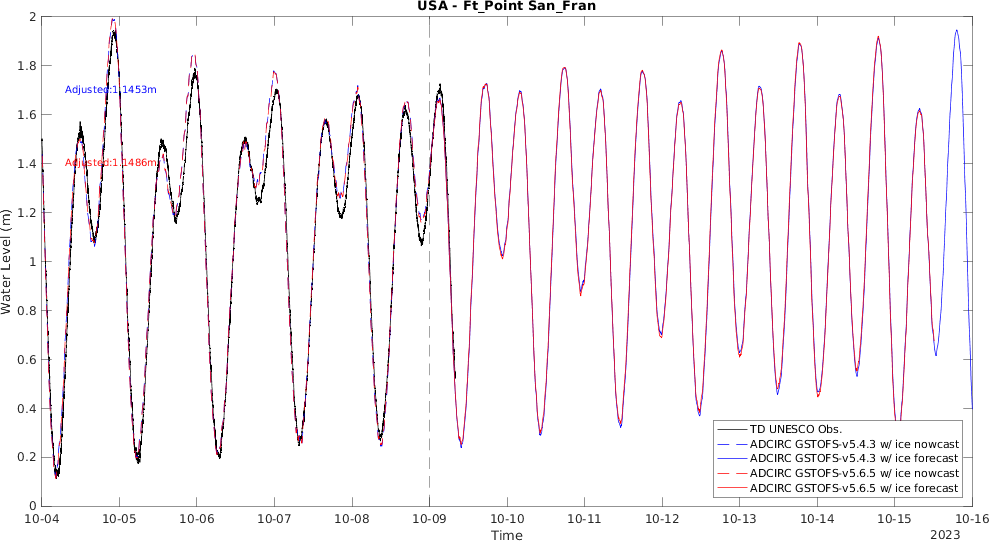 USA - Ft_Point San_Fran
2
1.8
1.6
1.4
1.2
1
0.8
0.6
0.4
0.2
0
Water Level (m)
Adjusted:1.1453m
Adjusted:1.1486m
TD UNESCO Obs.
ADCIRC GSTOFS-v5.4.3 w/ ice nowcast
ADCIRC GSTOFS-v5.4.3 w/ ice forecast
ADCIRC GSTOFS-v5.6.5 w/ ice nowcast
ADCIRC GSTOFS-v5.6.5 w/ ice forecast
10-04 10-05 10-06 10-07 10-08 10-09 10-10 10-11 10-12 10-13 10-14 10-15 10-16
Time
2023